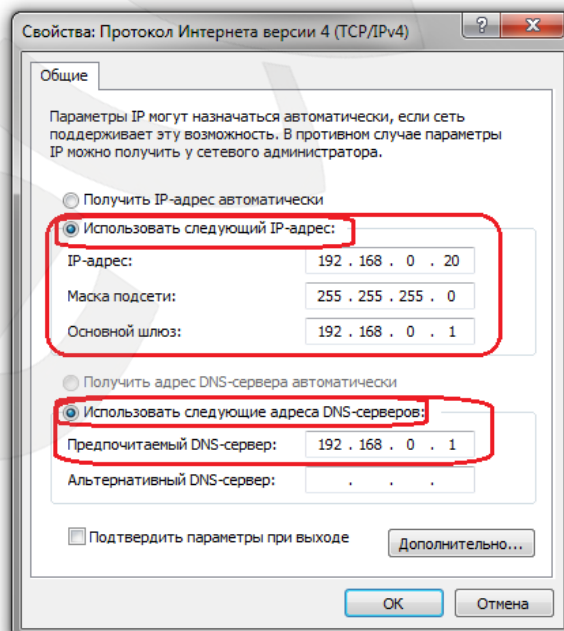 Свойства: Протокол Интернета версии 4 (TCP/IPv4)
Общие
Параметры IP могут назначаться автоматически, если сеть
поддерживает эту возможность. В противном случае параметры
IP можно получить у сетевого администратора.
Получить IP-адрес автоматически
Использовать следующий IP-адрес:
IP-адрес: 192 . 168 . 0 . 20
Маска подсети: 255 . 255 . 255 . 0
Основной шлюз: 192 . 168 . 0 . 1
Получить адрес DNS-сервера автоматически
Использовать следующие адреса DNS-серверов:
Предпочитаемый DNS-сервер: 192 . 168 . 0 . 1
Альтернативный DNS-сервер: . . .
Подтвердить параметры при выходе
Дополнительно...
ОК Отмена